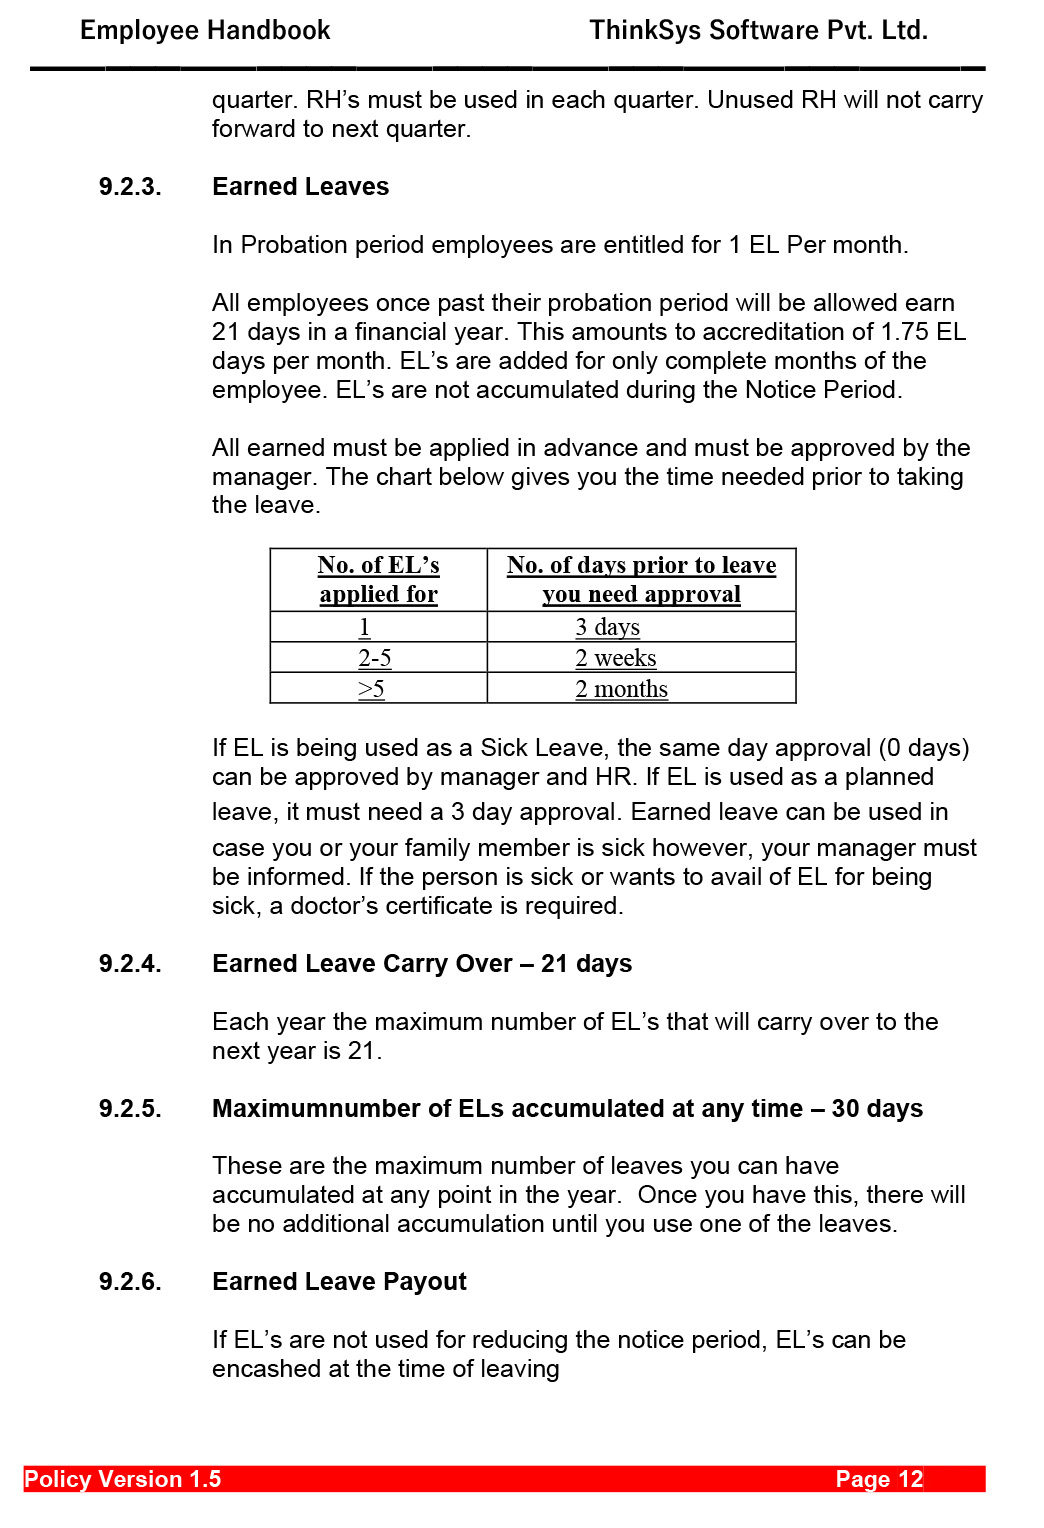 Employee Handbook ThinkSys Software Pvt. Ltd.
quarter. RH’s must be used in each quarter. Unused RH will not carry
forward to next quarter.
9.2.3. Earned Leaves
In Probation period employees are entitled for 1 EL Per month.
All employees once past their probation period will be allowed earn
21 days in a financial year. This amounts to accreditation of 1.75 EL
days per month. EL’s are added for only complete months of the
employee. EL’s are not accumulated during the Notice Period.
All earned must be applied in advance and must be approved by the
manager. The chart below gives you the time needed prior to taking
the leave.
No. of EL’s No. of days prior to leave
applied for you need approval
1 3 days
2-5 2 weeks
>5 2 months
If EL is being used as a Sick Leave, the same day approval (0 days)
can be approved by manager and HR. If EL is used as a planned
leave, it must need a 3 day approval. Earned leave can be used in
case you or your family member is sick however, your manager must
be informed. If the person is sick or wants to avail of EL for being
sick, a doctor’s certificate is required.
9.2.4. Earned Leave Carry Over – 21 days
Each year the maximum number of EL’s that will carry over to the
next year is 21.
9.2.5. Maximumnumber of ELs accumulated at any time – 30 days
These are the maximum number of leaves you can have
accumulated at any point in the year.  Once you have this, there will
be no additional accumulation until you use one of the leaves.
9.2.6. Earned Leave Payout
If EL’s are not used for reducing the notice period, EL’s can be
encashed at the time of leaving
Policy Version 1.5 Page 12